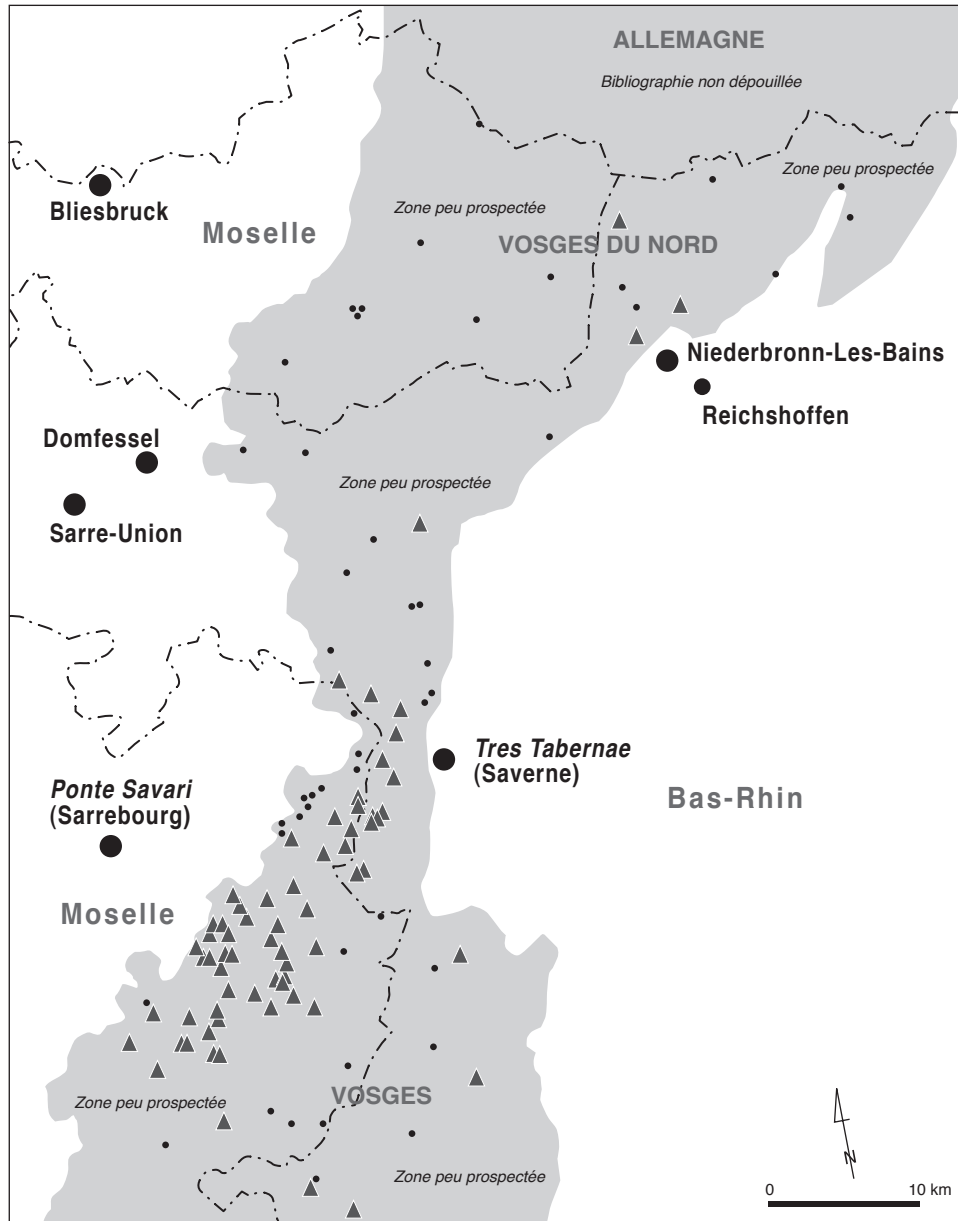 ALLEMAGNE
Bibliographie non dépouillée
Zone peu prospectée
Bliesbruck
Zone peu prospectée
Moselle
VOSGES DU NORD
Niederbronn-Les-Bains
Reichshoffen
Domfessel
Zone peu prospectée
Sarre-Union
Tres Tabernae
(Saverne)
Ponte Savari
(Sarrebourg)
Bas-Rhin
Moselle
VOSGES
Zone peu prospectée
Zone peu prospectée
N
0 10 km